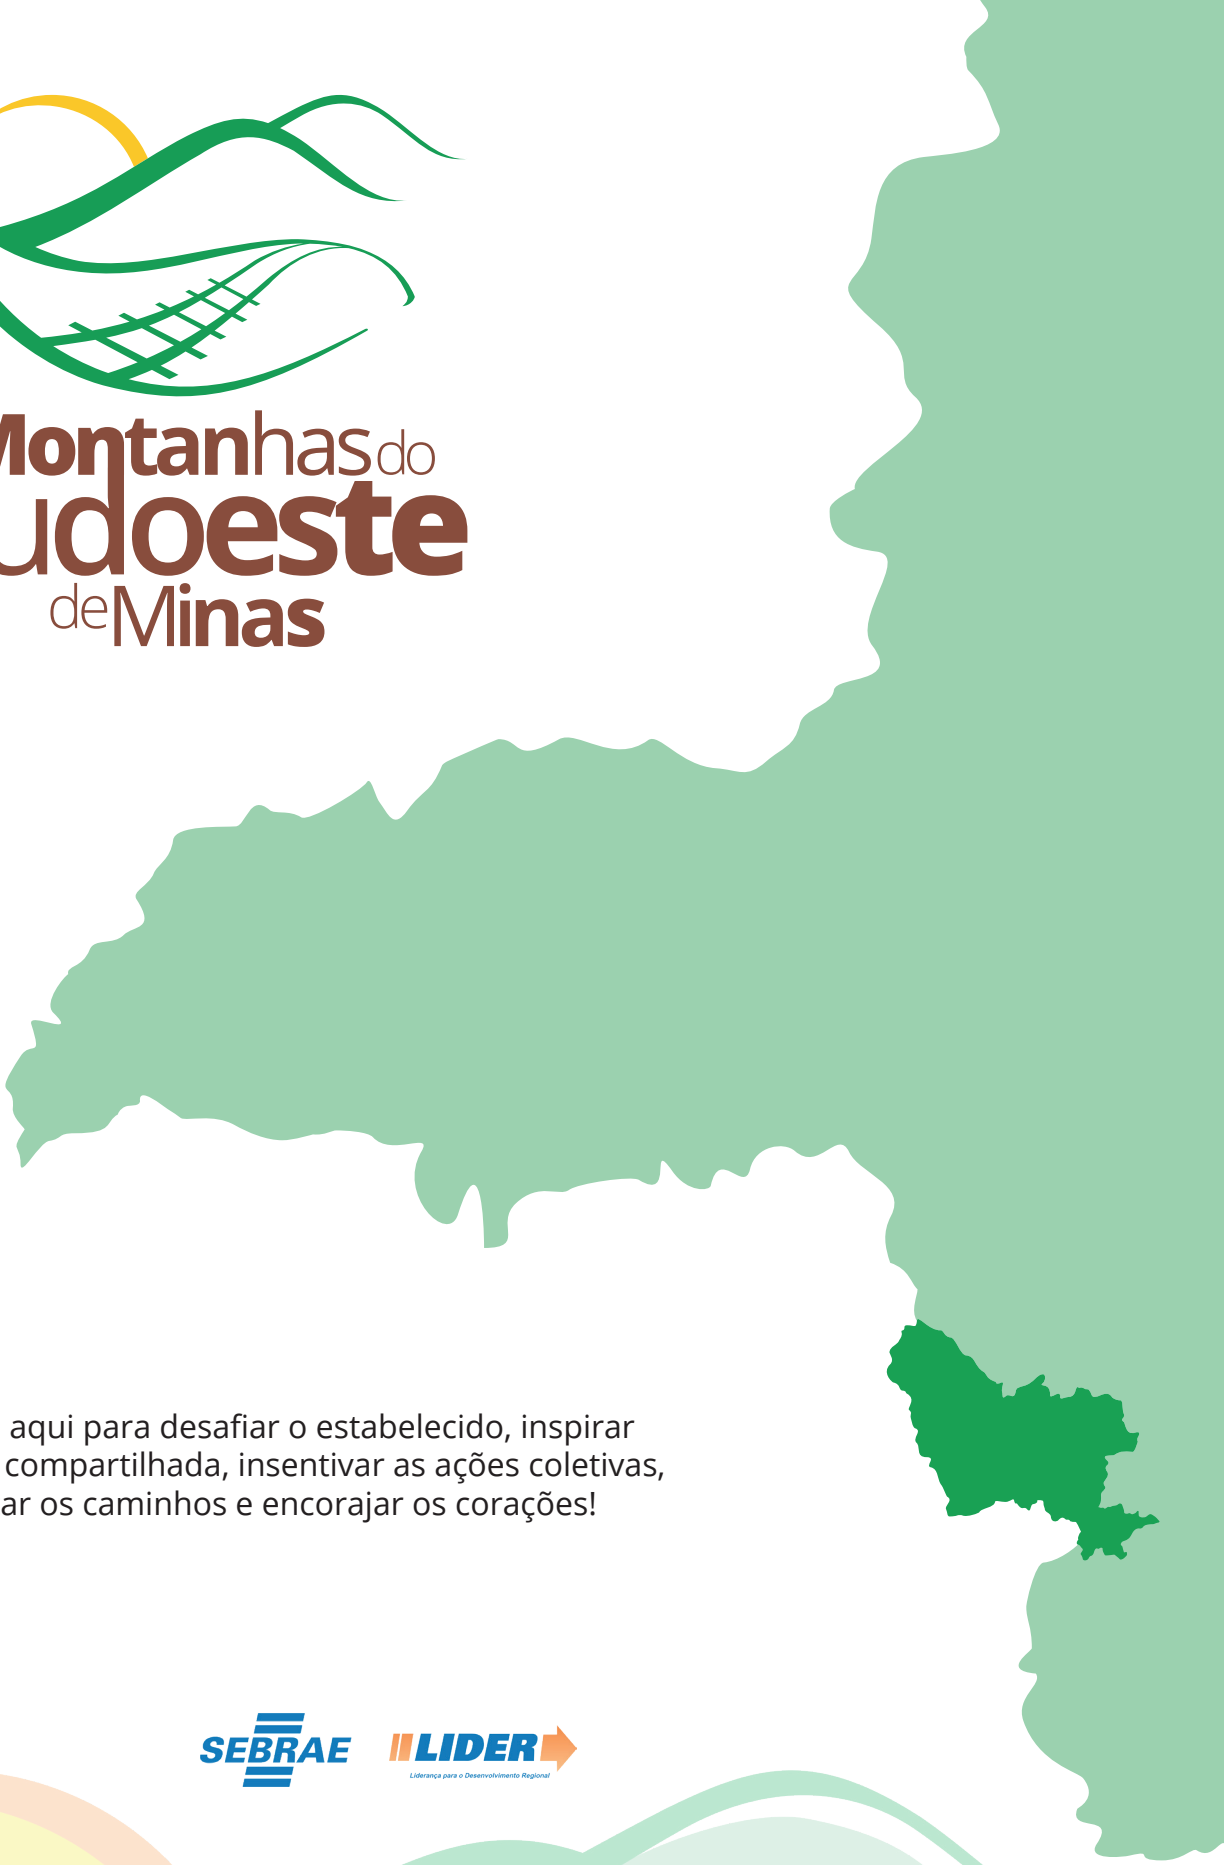 Montanhas do
udoeste
de Minas
aqui para desafiar o estabelecido, inspirar
compartilhada, insentivar as ações coletivas,
ar os caminhos e encorajar os corações!
SEBRAE
LIDER
Liderança para o Desenvolvimento Regional